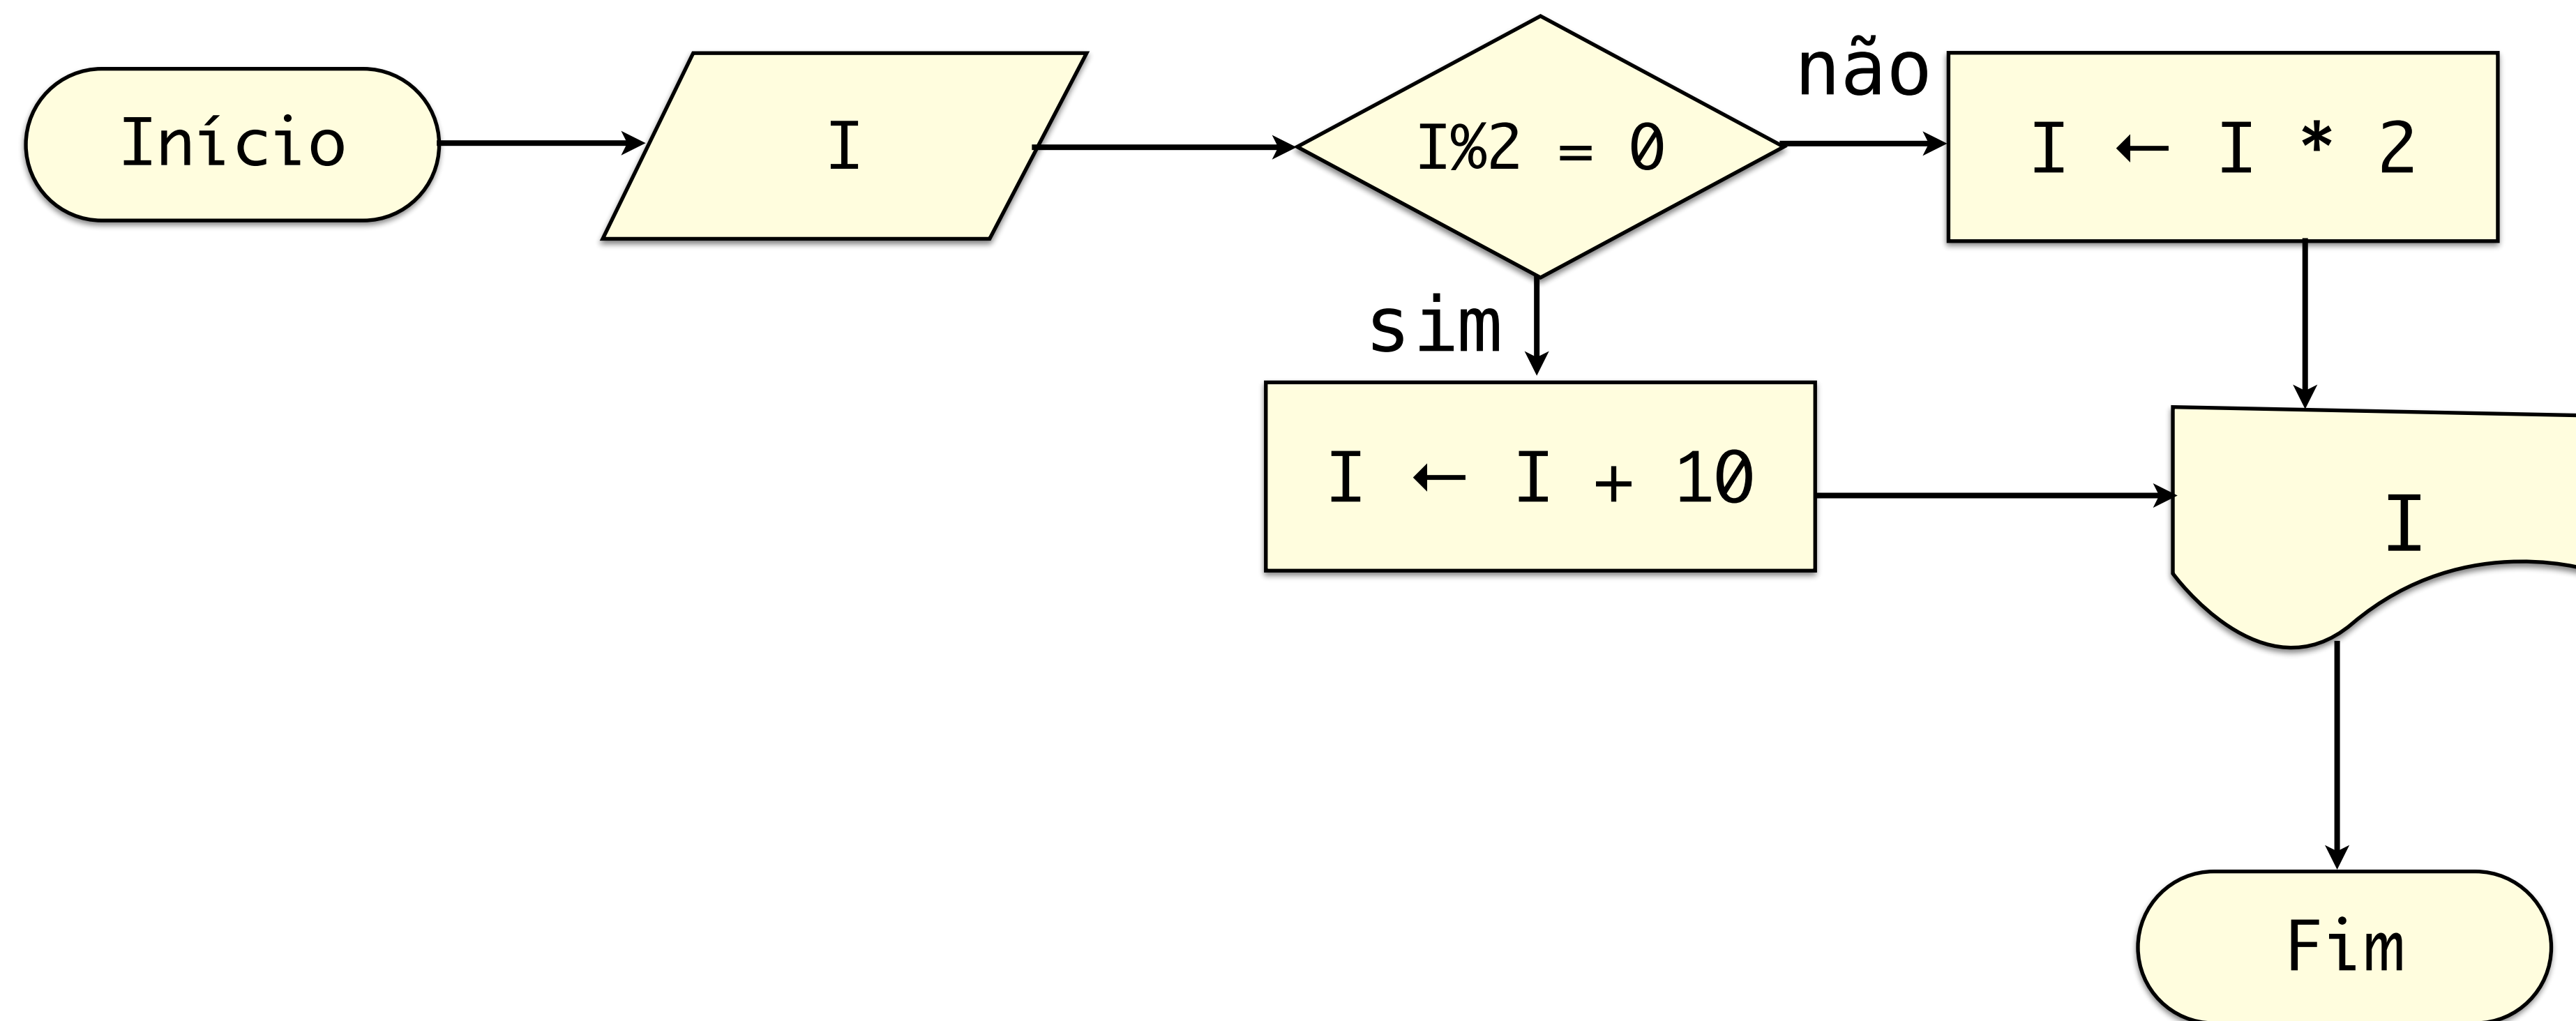 Início
I
I%2 = 0
não
I ← I * 2
sim
I ← I + 10
I
Fim